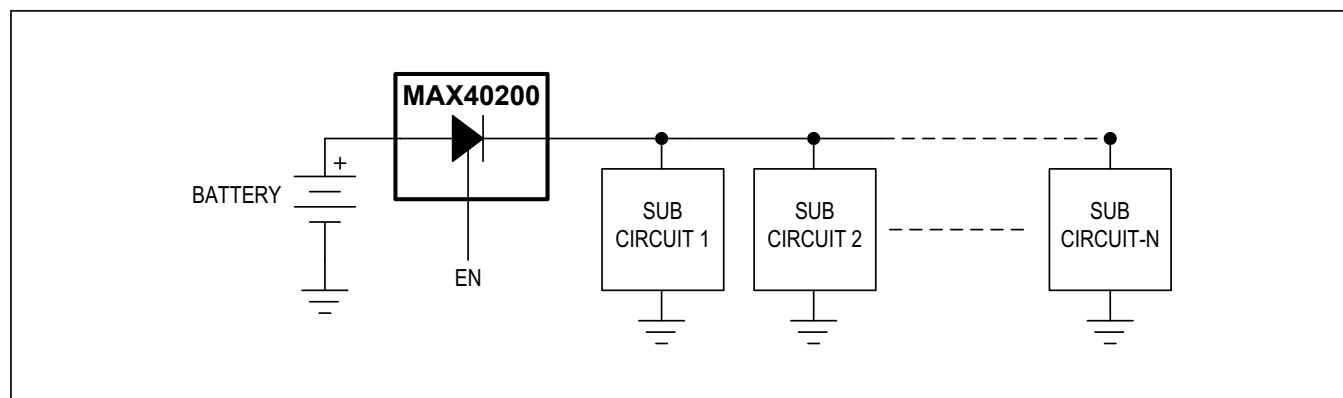 MAX40200
+
BATTERY
EN
SUB
CIRCUIT 1
SUB
CIRCUIT 2
SUB
CIRCUIT-N